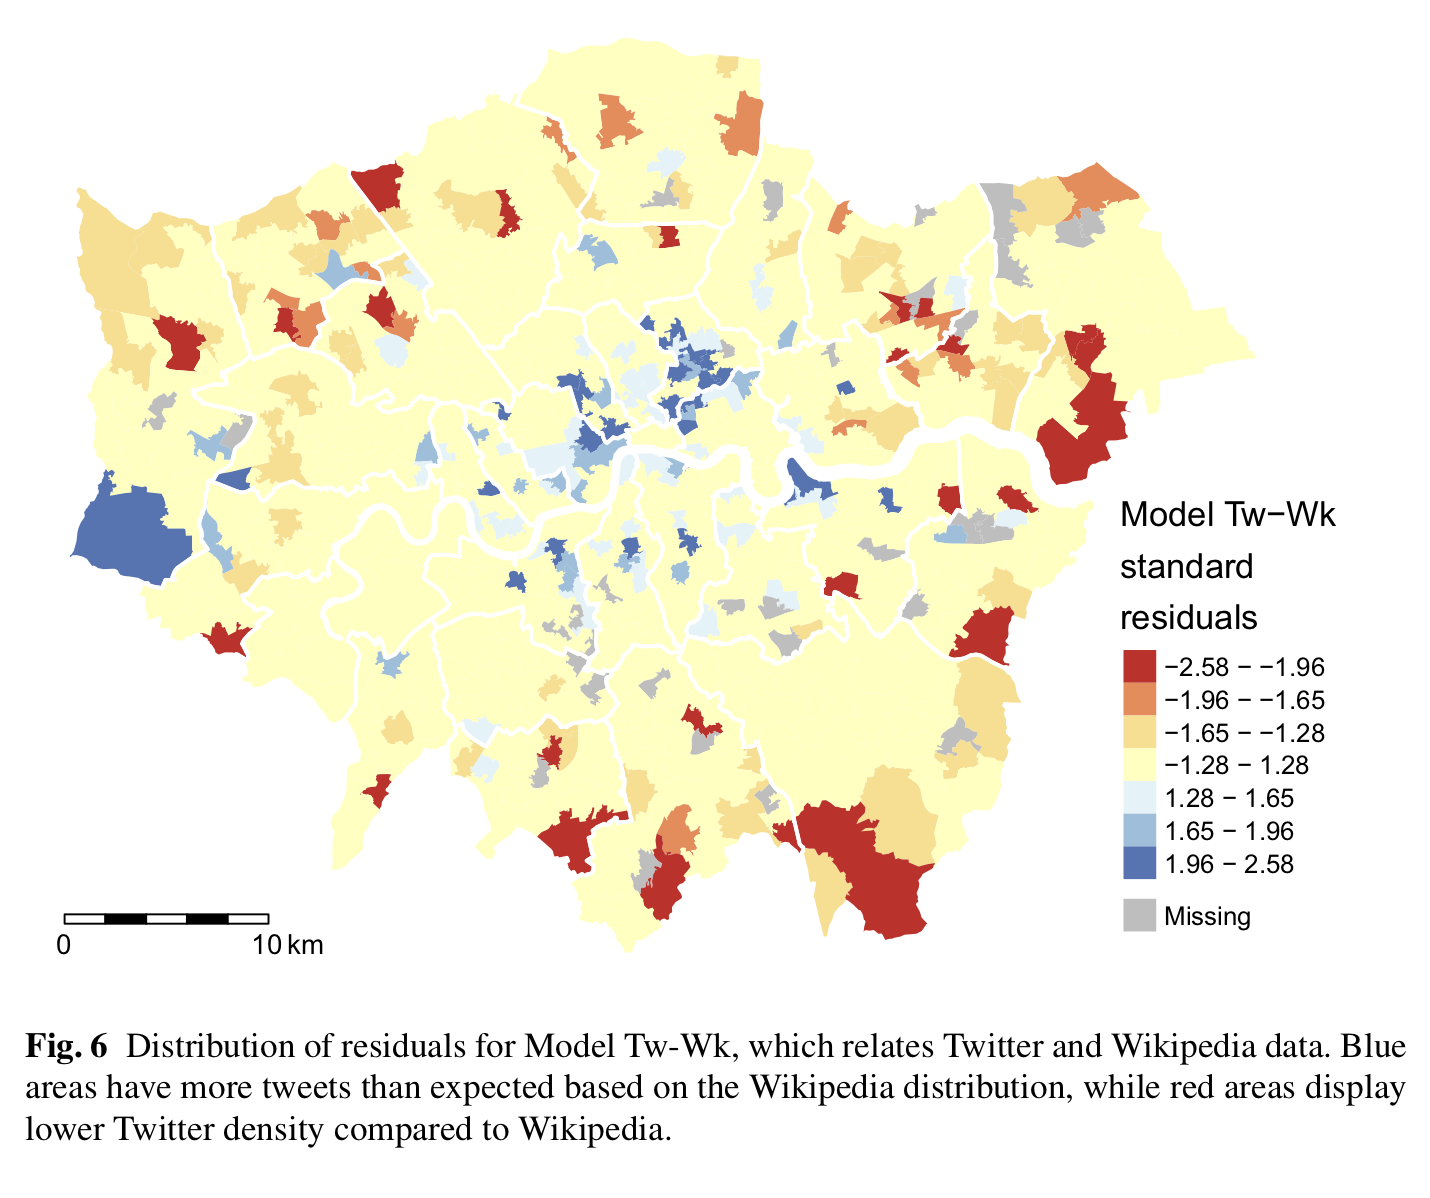 Model Tw−Wk
standard
residuals
−2.58 − −1.96
−1.96 − −1.65
−1.65 − −1.28
−1.28 − 1.28
1.28 − 1.65
1.65 − 1.96
1.96 − 2.58
Missing
0 10 km
Fig. 6 Distribution of residuals for Model Tw-Wk, which relates Twitter and Wikipedia data. Blue
areas have more tweets than expected based on the Wikipedia distribution, while red areas display
lower Twitter density compared to Wikipedia.